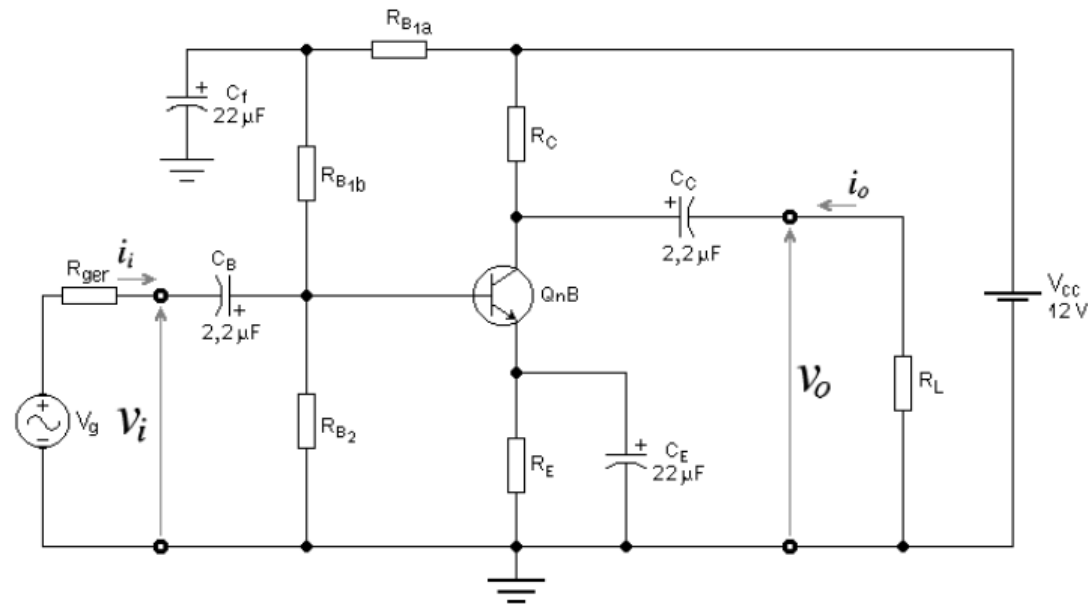 R_B1a
C_f
22 μF
R_C
R_B1b
C_C
2,2 μF
i_o
R_ger
i_i
C_B
2,2 μF
QnB
V_CC
12 V
V_g
v_i
R_B2
R_E
C_E
22 μF
v_o
R_L